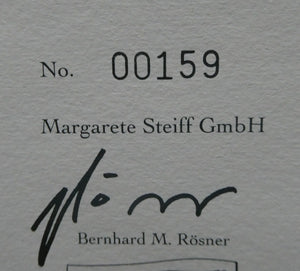 No. 00159
Margarete Steiff GmbH
Bernhard M. Rösner